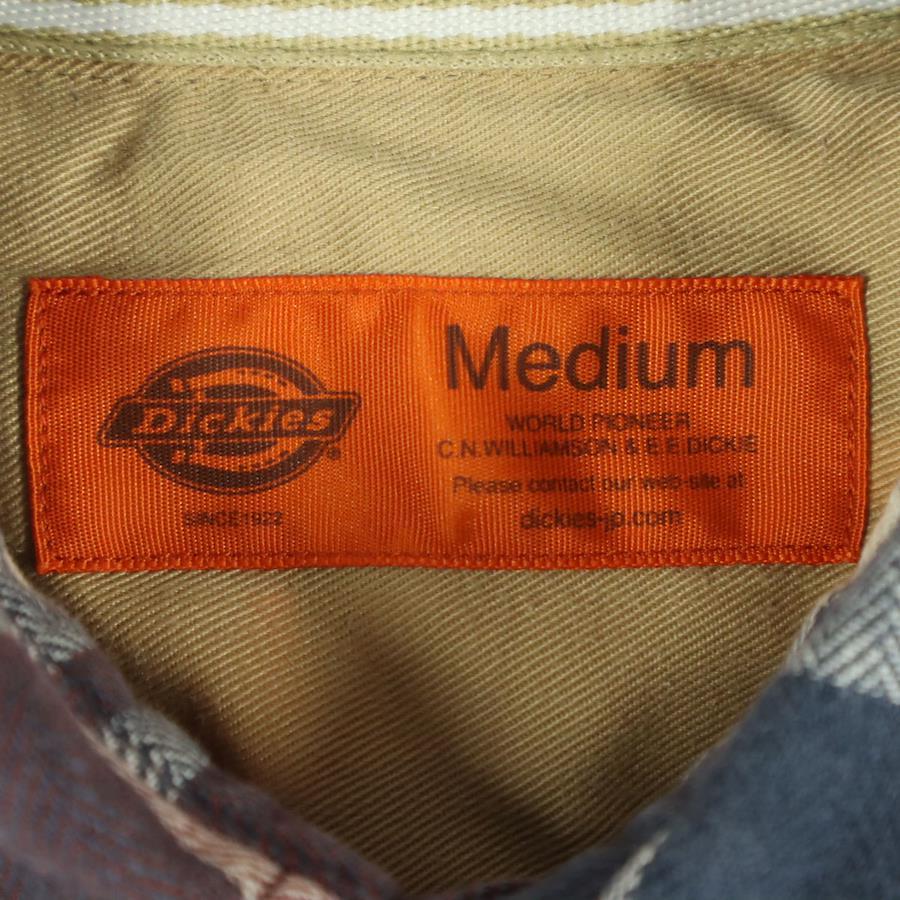 Dickies®
SINCE1922
Medium
WORLD PIONEER
C.N.WILLIAMSON & E.E.DICKIE
Please contact our web-site at
dickies-jp.com